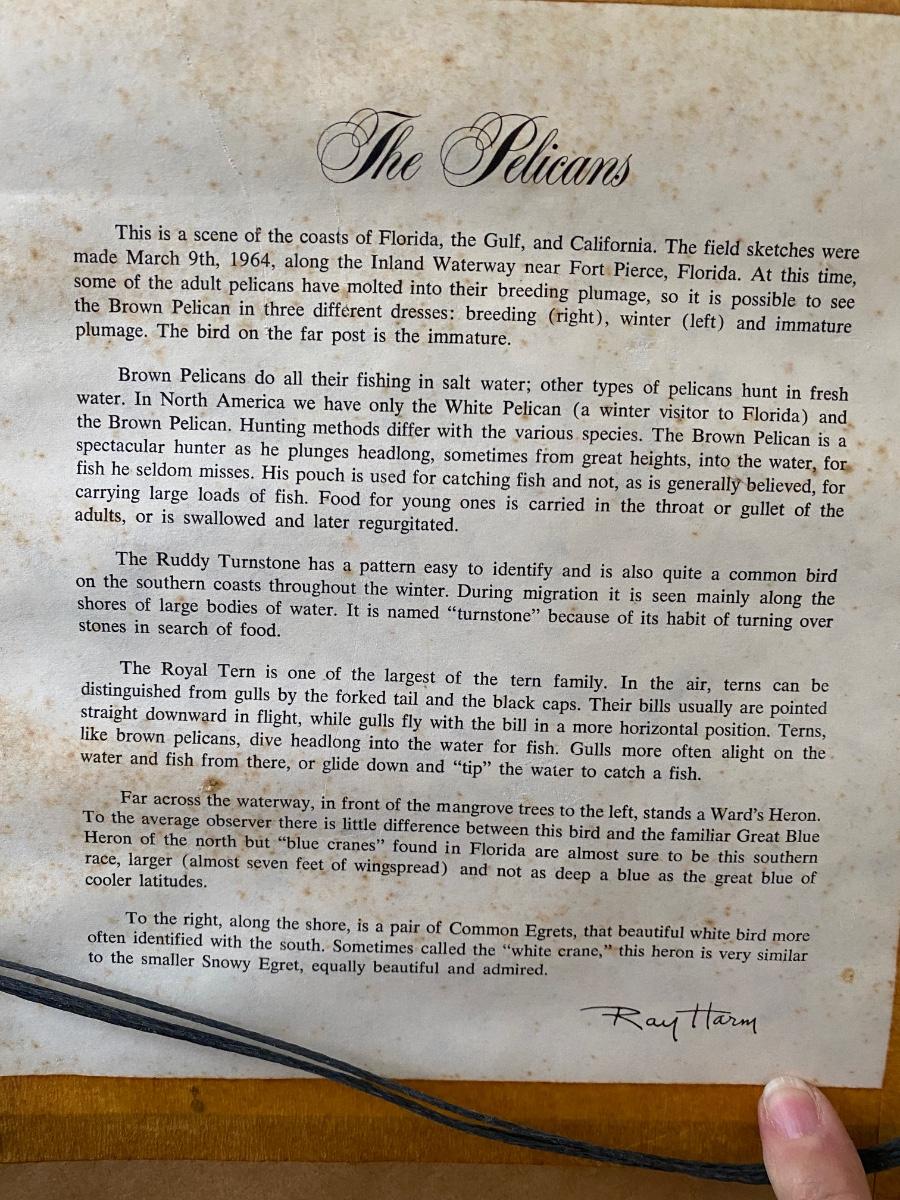 The Pelicans
This is a scene of the coasts of Florida, the Gulf, and California. The field sketches were
made March 9th, 1964, along the Inland Waterway near Fort Pierce, Florida. At this time,
some of the adult pelicans have molted into their breeding plumage, so it is possible to see
the Brown Pelican in three different dresses: breeding (right), winter (left) and immature
plumage. The bird on the far post is the immature.
Brown Pelicans do all their fishing in salt water; other types of pelicans hunt in fresh
water. In North America we have only the White Pelican (a winter visitor to Florida) and
the Brown Pelican. Hunting methods differ with the various species. The Brown Pelican is a
spectacular hunter as he plunges headlong, sometimes from great heights, into the water, for
fish he seldom misses. His pouch is used for catching fish and not, as is generally believed, for
carrying large loads of fish. Food for young ones is carried in the throat or gullet of the
adults, or is swallowed and later regurgitated.
The Ruddy Turnstone has a pattern easy to identify and is also quite a common bird
on the southern coasts throughout the winter. During migration it is seen mainly along the
shores of large bodies of water. It is named “turnstone” because of its habit of turning over
stones in search of food.
The Royal Tern is one of the largest of the tern family. In the air, terns can be
distinguished from gulls by the forked tail and the black caps. Their bills usually are pointed
straight downward in flight, while gulls fly with the bill in a more horizontal position. Terns,
like brown pelicans, dive headlong into the water for fish. Gulls more often alight on the
water and fish from there, or glide down and “tip” the water to catch a fish.
Far across the waterway, in front of the mangrove trees to the left, stands a Ward’s Heron.
To the average observer there is little difference between this bird and the familiar Great Blue
Heron of the north but “blue cranes” found in Florida are almost sure to be this southern
race, larger (almost seven feet of wingspread) and not as deep a blue as the great blue of
cooler latitudes.
To the right, along the shore, is a pair of Common Egrets, that beautiful white bird more
often identified with the south. Sometimes called the “white crane,” this heron is very similar
to the smaller Snowy Egret, equally beautiful and admired.
Ray Harm